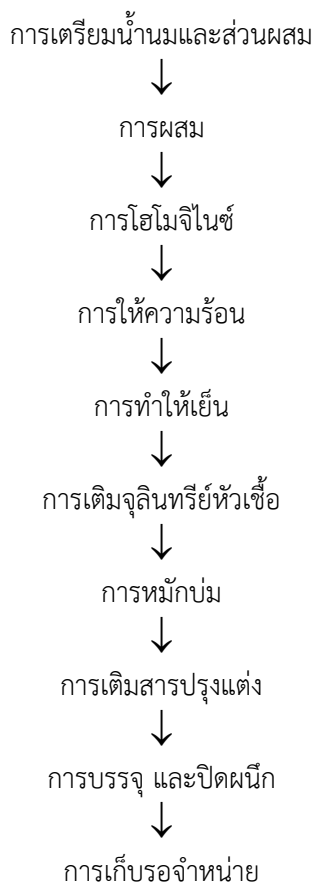 การเตรียมน้ำนมและส่วนผสม
การผสม
การโฮโมจิไนซ์
การให้ความร้อน
การทำให้เย็น
การเติมจุลินทรีย์หัวเชื้อ
การหมักบ่ม
การเติมสารปรุงแต่ง
การบรรจุ และปิดผนึก
การเก็บรอจำหน่าย